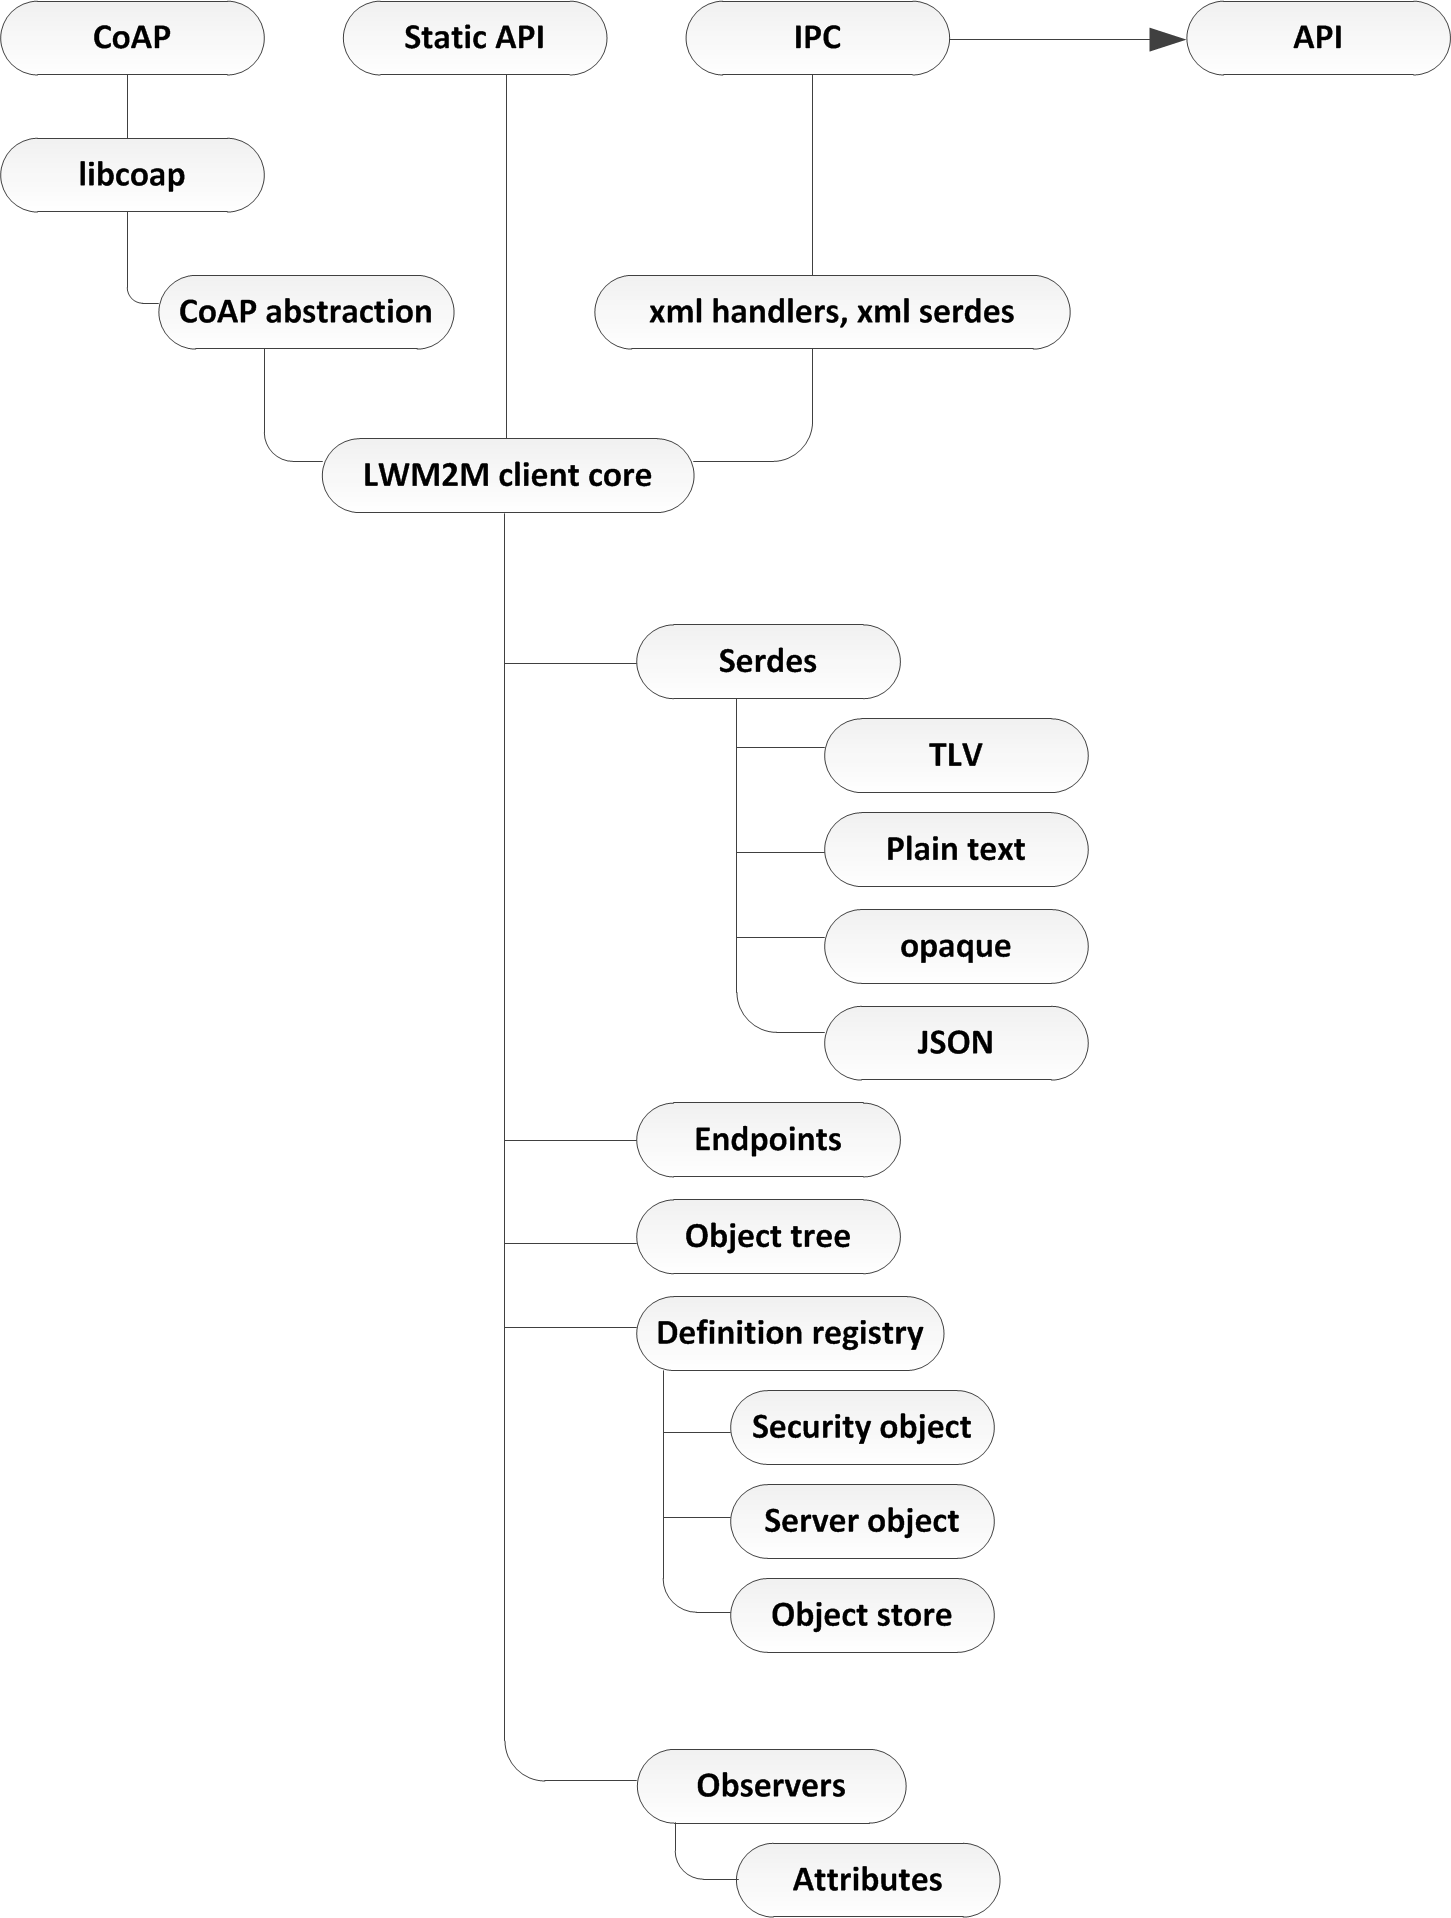 CoAP
Static API
IPC
API
libcoap
CoAP abstraction
xml handlers, xml serdes
LWM2M client core
Serdes
TLV
Plain text
opaque
JSON
Endpoints
Object tree
Definition registry
Security object
Server object
Object store
Observers
Attributes